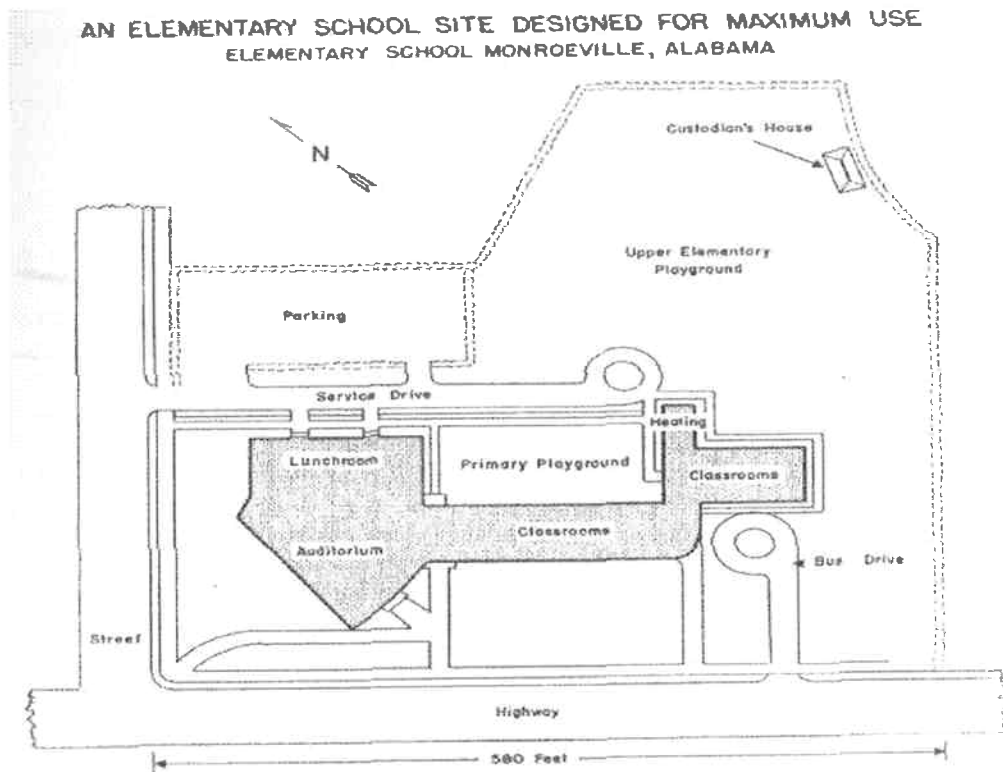 AN ELEMENTARY SCHOOL SITE DESIGNED FOR MAXIMUM USE
ELEMENTARY SCHOOL MONROEVILLE, ALABAMA
Custodian's House
N
Upper Elementary
Playground
Parking
Service Drive
Heating
Lunchroom
Primary Playground
Classrooms
Classrooms
Auditorium
Bus Drive
Street
Highway
580 Feet